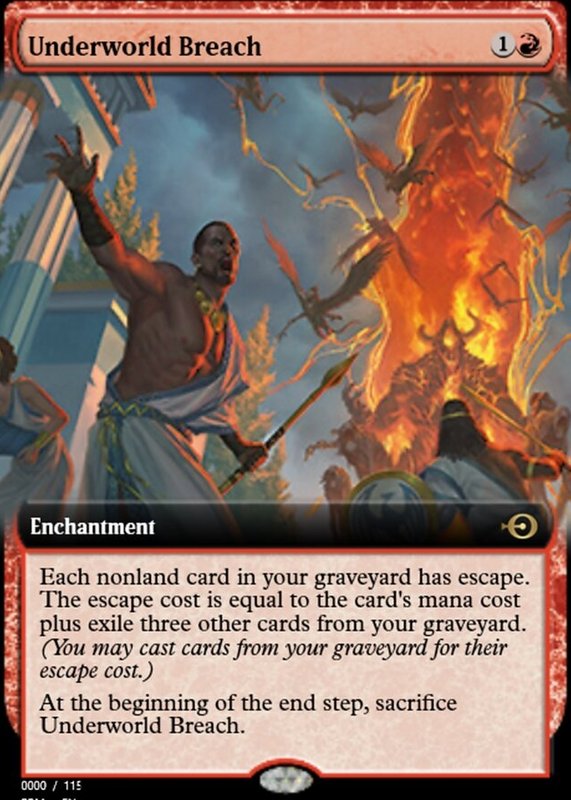 Underworld Breach 1
Enchantment
Each nonland card in your graveyard has escape.
The escape cost is equal to the card's mana cost
plus exile three other cards from your graveyard.
(You may cast cards from your graveyard for their
escape cost.)
At the beginning of the end step, sacrifice
Underworld Breach.
0000 / 115